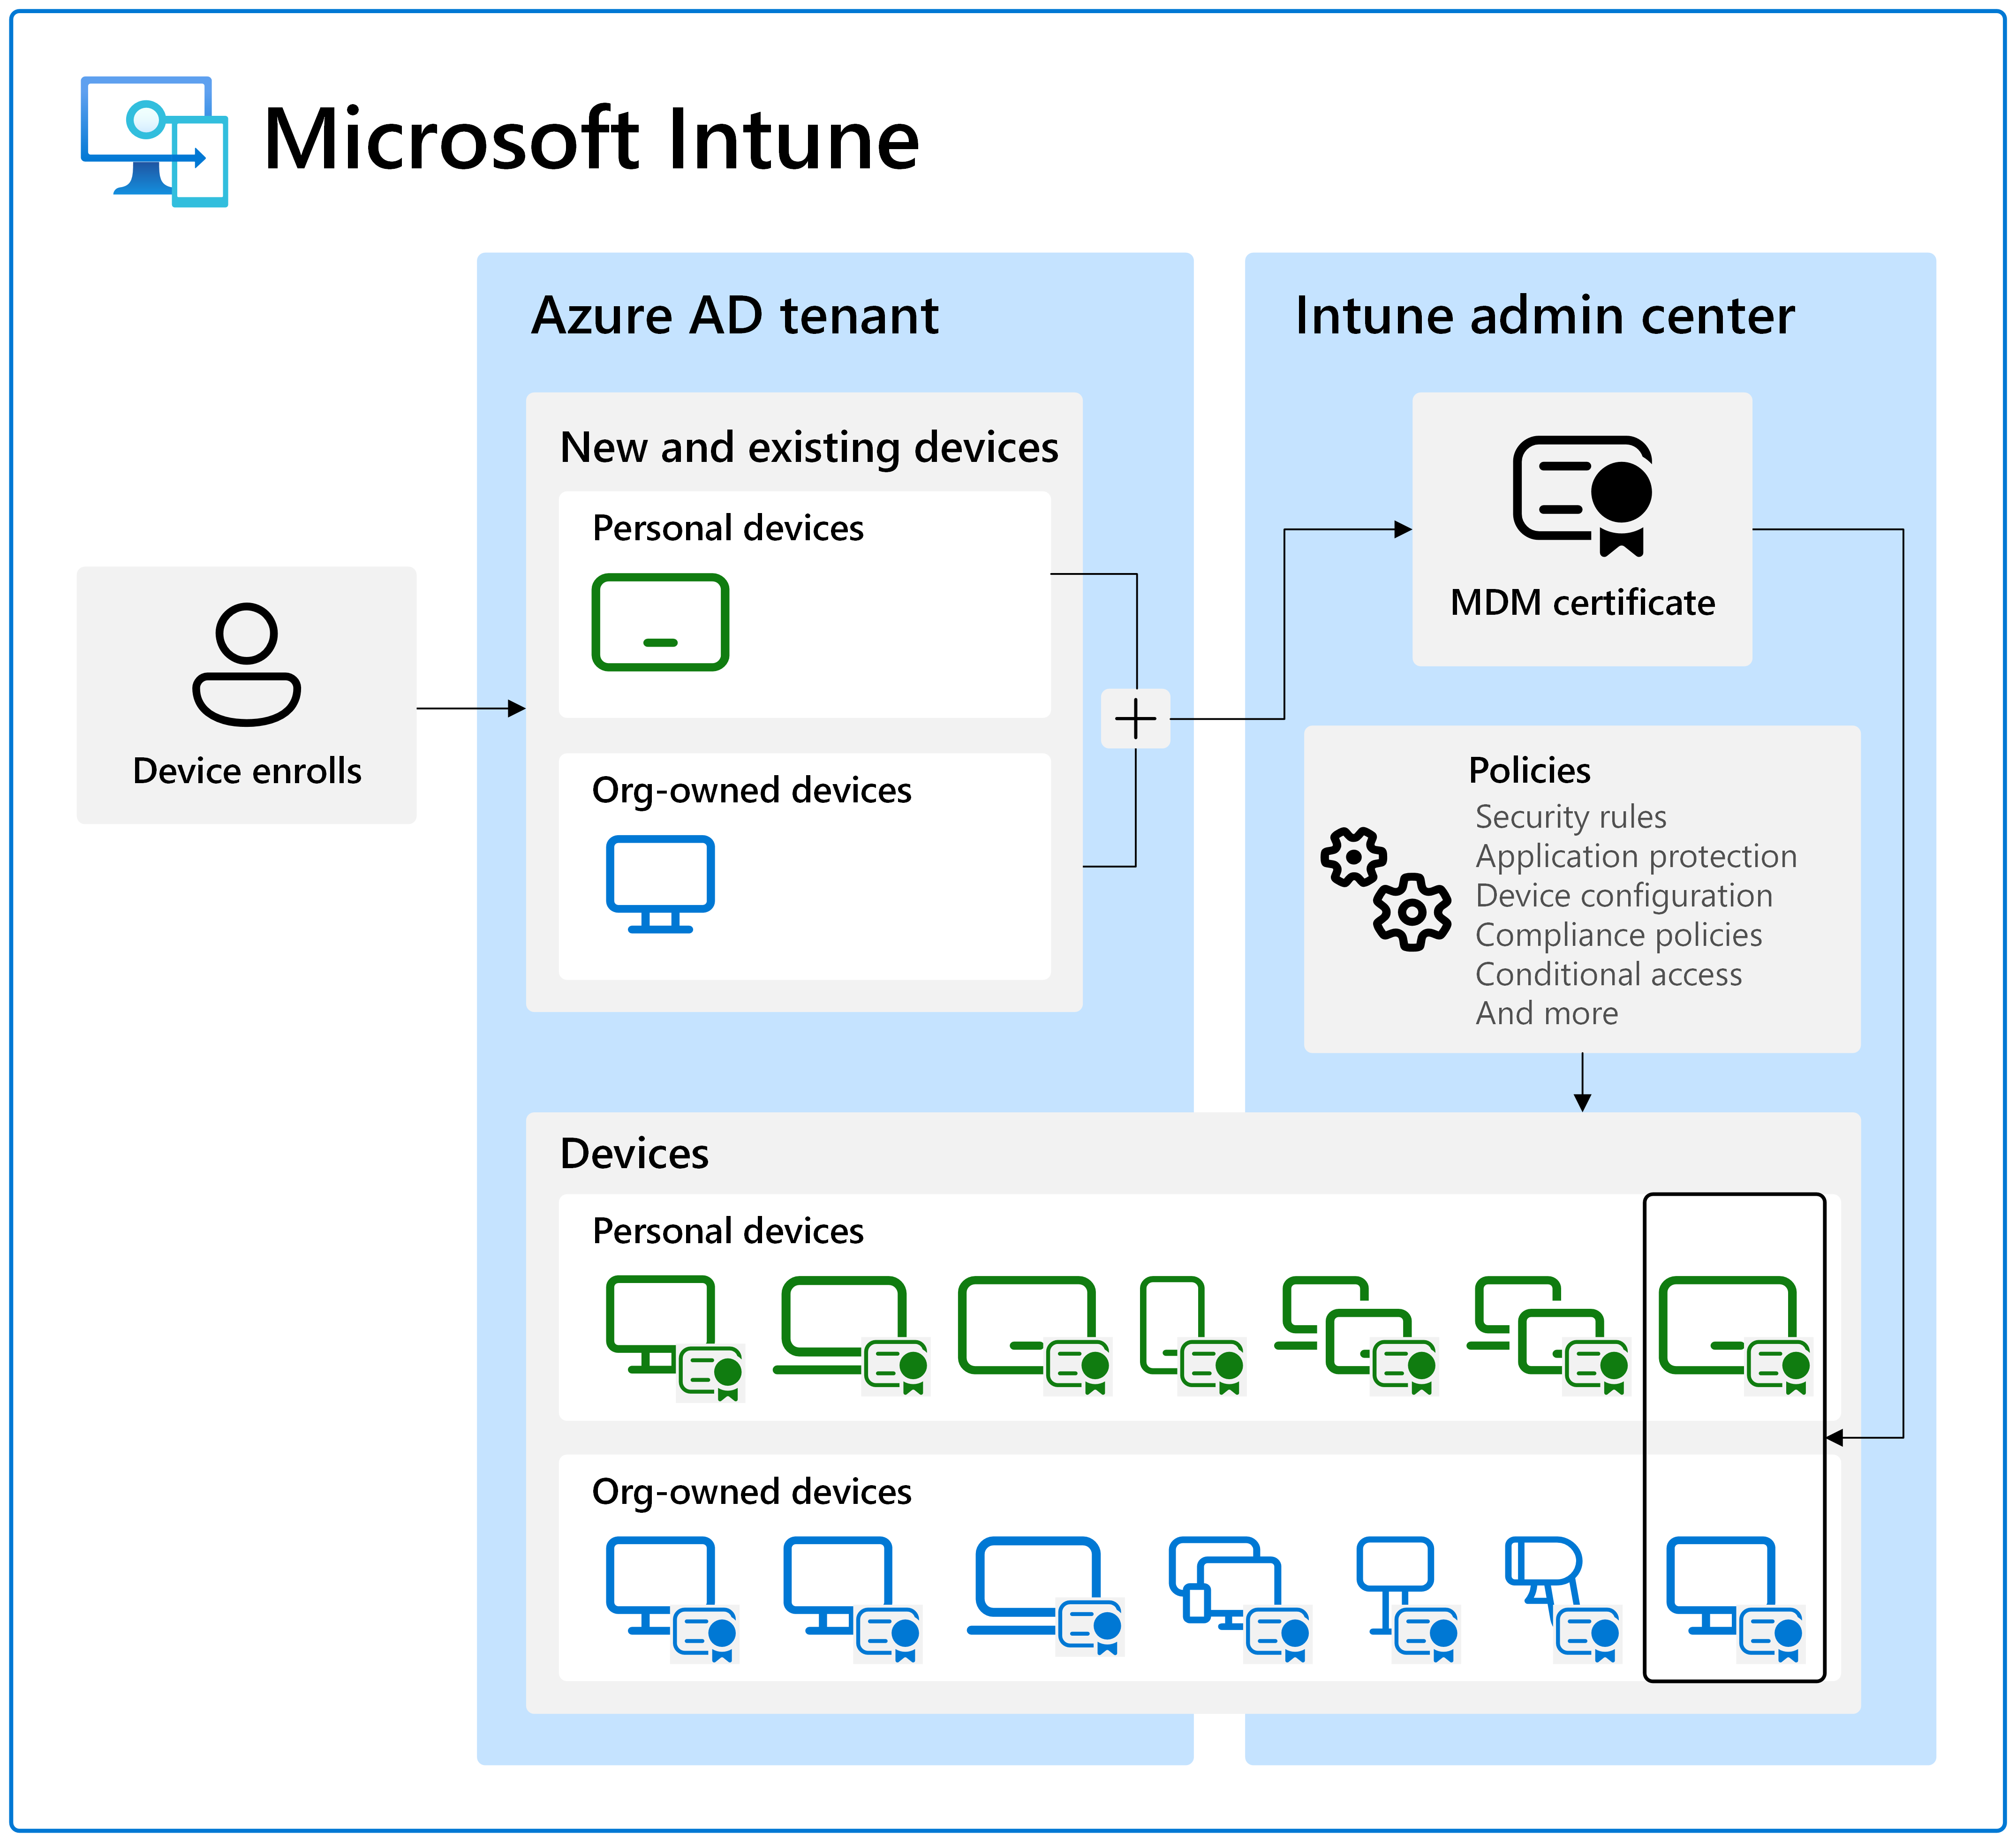 Microsoft Intune
Azure AD tenant
Intune admin center
New and existing devices
Personal devices
MDM certificate
Device enrolls
Org-owned devices
Policies
Security rules
Application protection
Device configuration
Compliance policies
Conditional access
And more
Devices
Personal devices
Org-owned devices